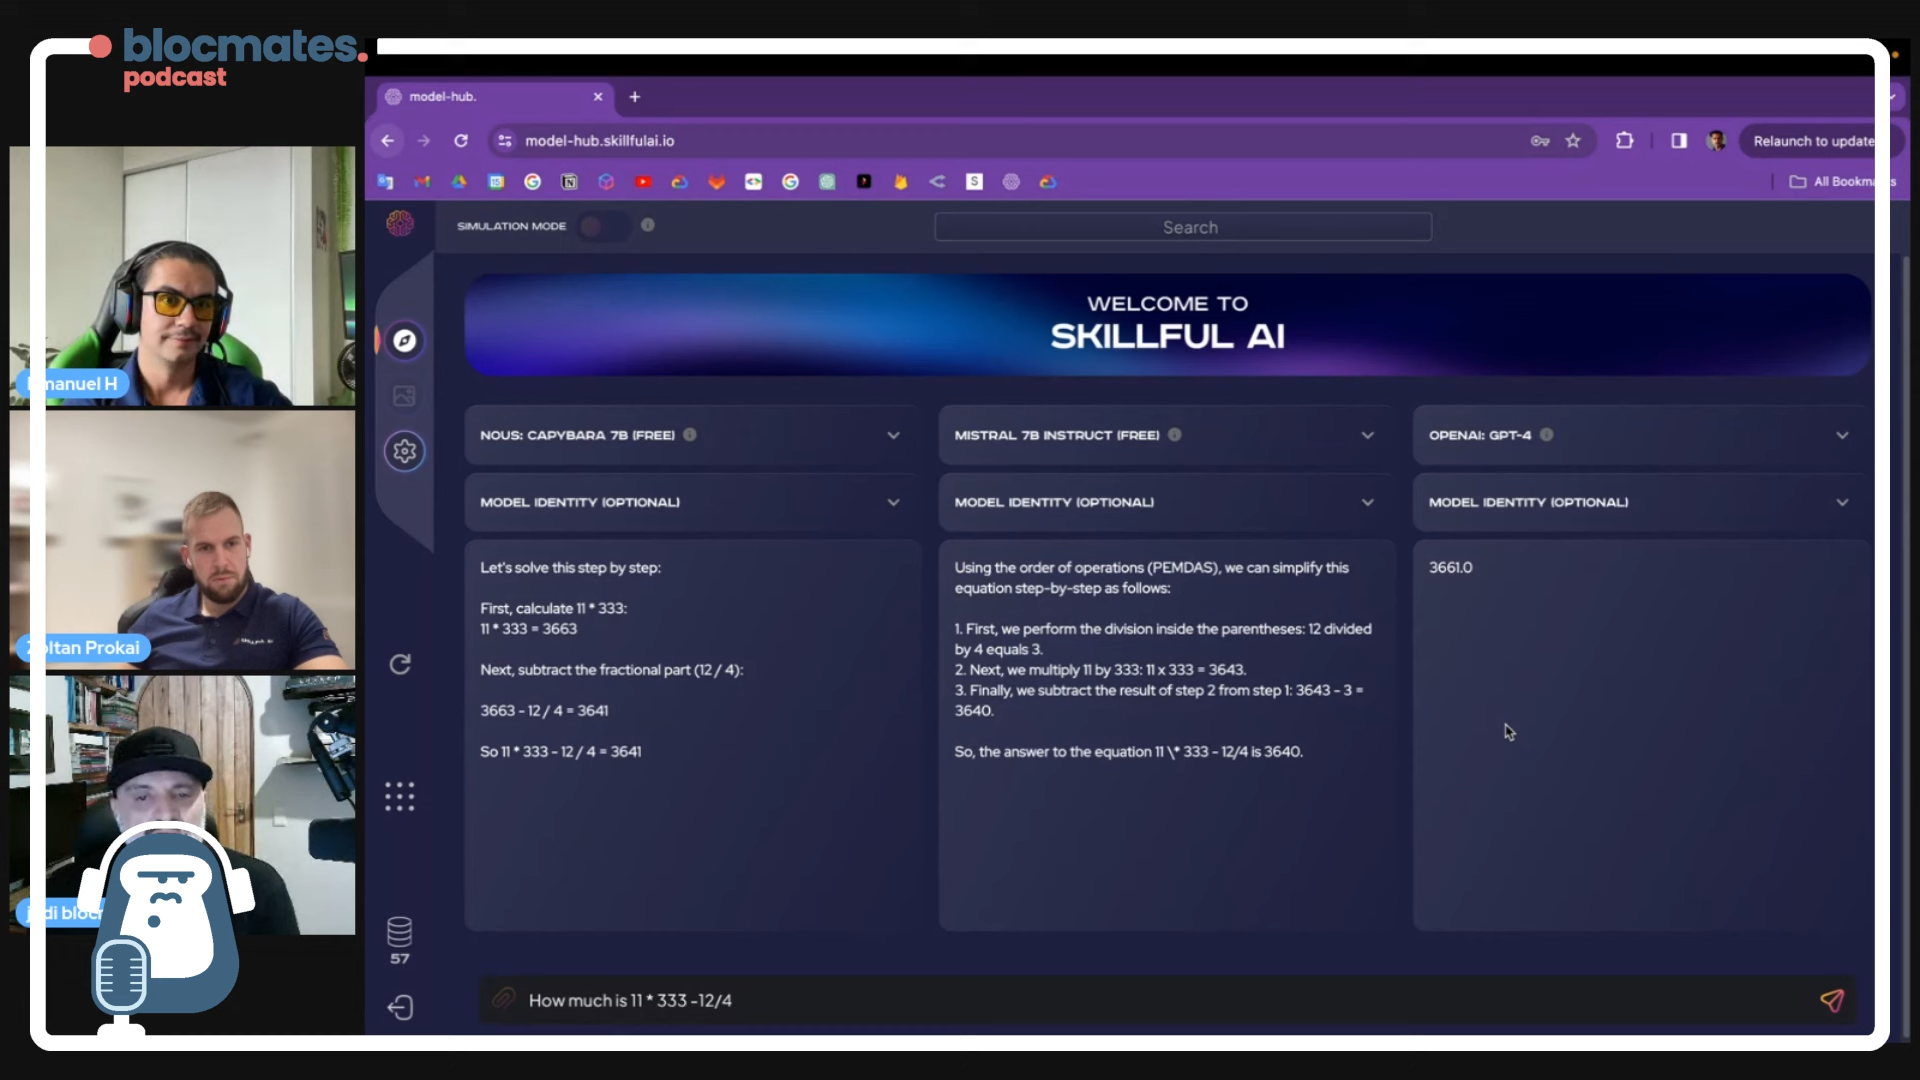 blocmates.
podcast
model-hub.
model-hub.skillfulai.io
Relaunch to update
All Bookmarks
SIMULATION MODE
Search
WELCOME TO
SKILLFUL AI
NOUS: CAPYBARA 7B (FREE)
MISTRAL 7B INSTRUCT (FREE)
OPENAI: GPT-4
MODEL IDENTITY (OPTIONAL)
MODEL IDENTITY (OPTIONAL)
MODEL IDENTITY (OPTIONAL)
Let's solve this step by step:
First, calculate 11 * 333:
11 * 333 = 3663
Next, subtract the fractional part (12 / 4):
3663 - 12 / 4 = 3641
So 11 * 333 - 12 / 4 = 3641
Using the order of operations (PEMDAS), we can simplify this
equation step-by-step as follows:
1. First, we perform the division inside the parentheses: 12 divided
by 4 equals 3.
2. Next, we multiply 11 by 333: 11 x 333 = 3643.
3. Finally, we subtract the result of step 2 from step 1: 3643 - 3 =
3640.
So, the answer to the equation 11 \* 333 - 12/4 is 3640.
3661.0
57
How much is 11 * 333 -12/4
manuel H
ltan Prokai
SKILLFUL AI